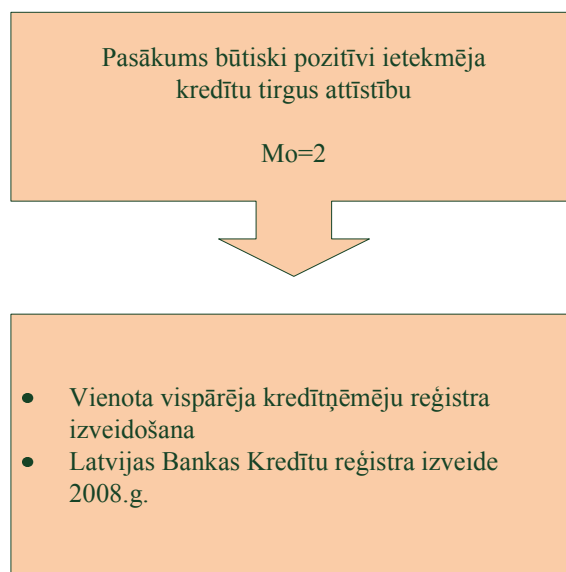 Pasākums būtiski pozitīvi ietekmēja
kredītu tirgus attīstību
Mo=2
● Vienota vispārēja kredītņēmēju reģistra
izveidošana
● Latvijas Bankas Kredītu reģistra izveide
2008.g.